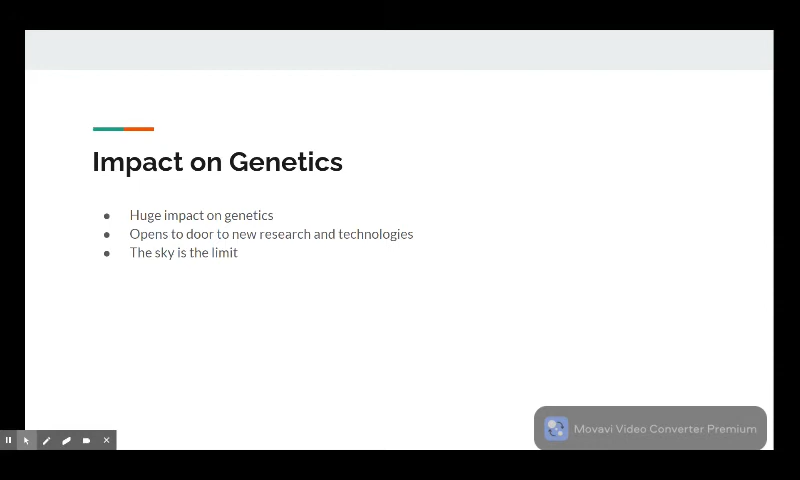 Impact on Genetics
● Huge impact on genetics
● Opens to door to new research and technologies
● The sky is the limit
Movavi Video Converter Premium